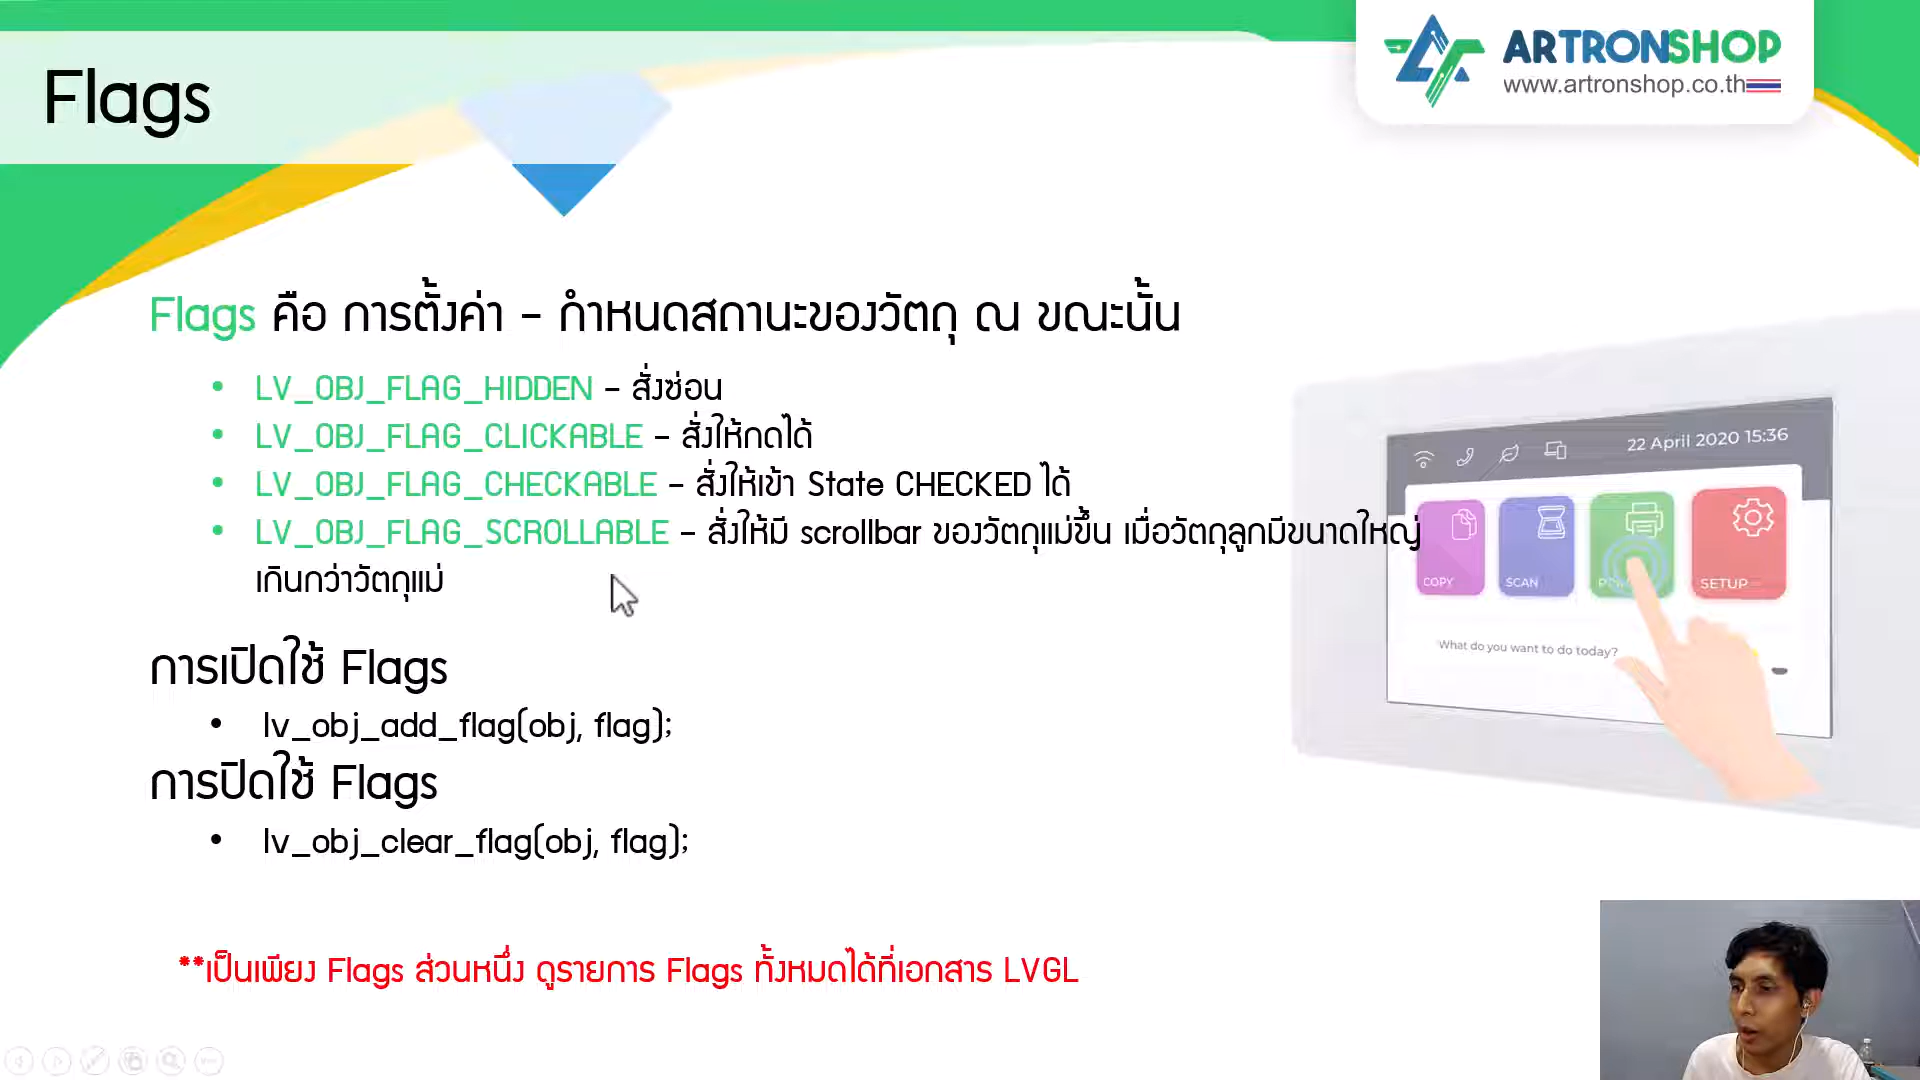 Flags
ARTRONSHOP
www.artronshop.co.th
Flags คือ การตั้งค่า – กำหนดสถานะของวัตถุ ณ ขณะนั้น
• LV_OBJ_FLAG_HIDDEN – สั่งซ่อน
• LV_OBJ_FLAG_CLICKABLE – สั่งให้กดได้
• LV_OBJ_FLAG_CHECKABLE – สั่งให้เข้า State CHECKED ได้
• LV_OBJ_FLAG_SCROLLABLE – สั่งให้มี scrollbar ของวัตถุแม่ขึ้น เมื่อวัตถุลูกมีขนาดใหญ่
เกินกว่าวัตถุแม่
การเปิดใช้ Flags
• lv_obj_add_flag(obj, flag);
การปิดใช้ Flags
• lv_obj_clear_flag(obj, flag);
**เป็นเพียง Flags ส่วนหนึ่ง ดูรายการ Flags ทั้งหมดได้ที่เอกสาร LVGL
22 April 2020 15:36
COPY
SCAN
SETUP
What do you want to do today?